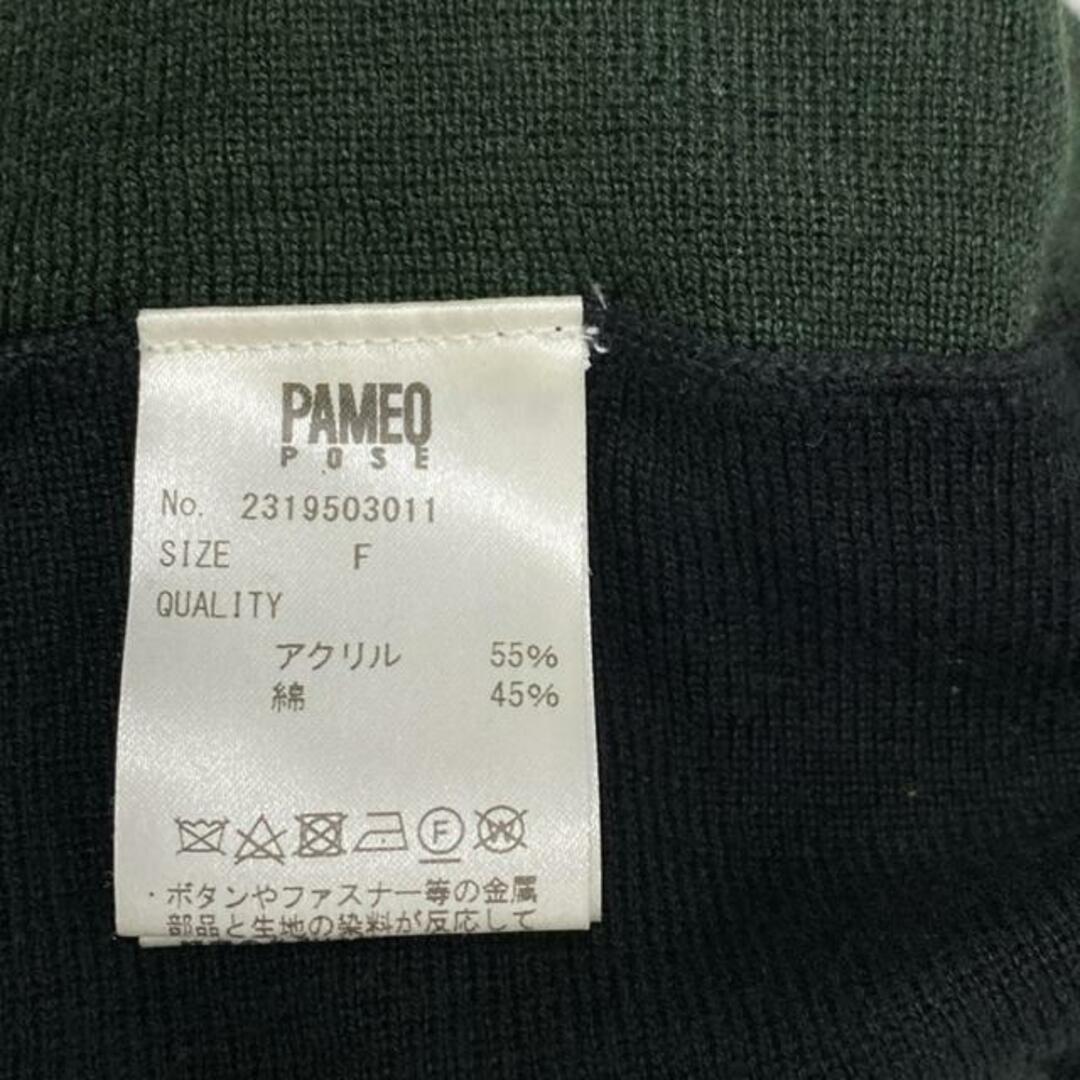 PAMEO
POSE
No. 2319503011
SIZE F
QUALITY
アクリル 55%
綿 45%
F W
・ボタンやファスナー等の金属
部品と生地の染料が反応して